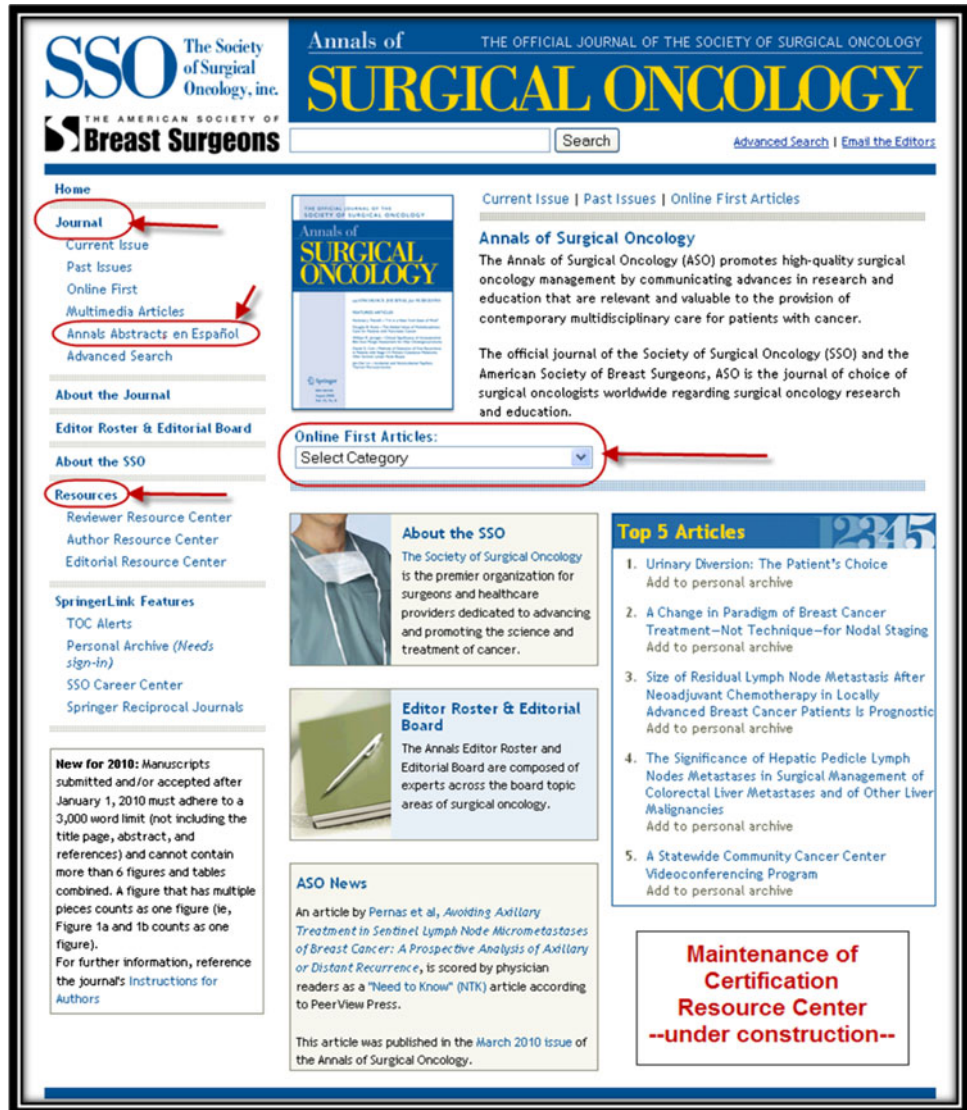 SSO The Society
of Surgical
Oncology, inc.
THE AMERICAN SOCIETY OF
Breast Surgeons
Annals of THE OFFICIAL JOURNAL OF THE SOCIETY OF SURGICAL ONCOLOGY
SURGICAL ONCOLOGY
Search
Advanced Search | Email the Editors
Home
Journal
Current Issue
Past Issues
Online First
Multimedia Articles
Annals Abstracts en Español
Advanced Search
About the Journal
Editor Roster & Editorial Board
About the SSO
Resources
Reviewer Resource Center
Author Resource Center
Editorial Resource Center
SpringerLink Features
TOC Alerts
Personal Archive (Needs
sign-in)
SSO Career Center
Springer Reciprocal Journals
New for 2010: Manuscripts
submitted and/or accepted after
January 1, 2010 must adhere to a
3,000 word limit (not including the
title page, abstract, and
references) and cannot contain
more than 6 figures and tables
combined. A figure that has multiple
pieces counts as one figure (ie,
Figure 1a and 1b counts as one
figure).
For further information, reference
the journal's Instructions for
Authors
THE OFFICIAL JOURNAL OF THE
SOCIETY OF SURGICAL ONCOLOGY
Annals of
SURGICAL
ONCOLOGY
FEATURED ARTICLES
Springer
Current Issue | Past Issues | Online First Articles
Annals of Surgical Oncology
The Annals of Surgical Oncology (ASO) promotes high-quality surgical
oncology management by communicating advances in research and
education that are relevant and valuable to the provision of
contemporary multidisciplinary care for patients with cancer.
The official journal of the Society of Surgical Oncology (SSO) and the
American Society of Breast Surgeons, ASO is the journal of choice of
surgical oncologists worldwide regarding surgical oncology research
and education.
Online First Articles:
Select Category
About the SSO
The Society of Surgical Oncology
is the premier organization for
surgeons and healthcare
providers dedicated to advancing
and promoting the science and
treatment of cancer.
Editor Roster & Editorial
Board
The Annals Editor Roster and
Editorial Board are composed of
experts across the board topic
areas of surgical oncology.
ASO News
An article by Pernas et al, Avoiding Axillary
Treatment in Sentinel Lymph Node Micrometastases
of Breast Cancer: A Prospective Analysis of Axillary
or Distant Recurrence, is scored by physician
readers as a "Need to Know" (NTK) article according
to PeerView Press.
This article was published in the March 2010 issue of
the Annals of Surgical Oncology.
Top 5 Articles 12345
1. Urinary Diversion: The Patient's Choice
Add to personal archive
2. A Change in Paradigm of Breast Cancer
Treatment—Not Technique—for Nodal Staging
Add to personal archive
3. Size of Residual Lymph Node Metastasis After
Neoadjuvant Chemotherapy in Locally
Advanced Breast Cancer Patients Is Prognostic
Add to personal archive
4. The Significance of Hepatic Pedicle Lymph
Nodes Metastases in Surgical Management of
Colorectal Liver Metastases and of Other Liver
Malignancies
Add to personal archive
5. A Statewide Community Cancer Center
Videoconferencing Program
Add to personal archive
Maintenance of
Certification
Resource Center
--under construction--